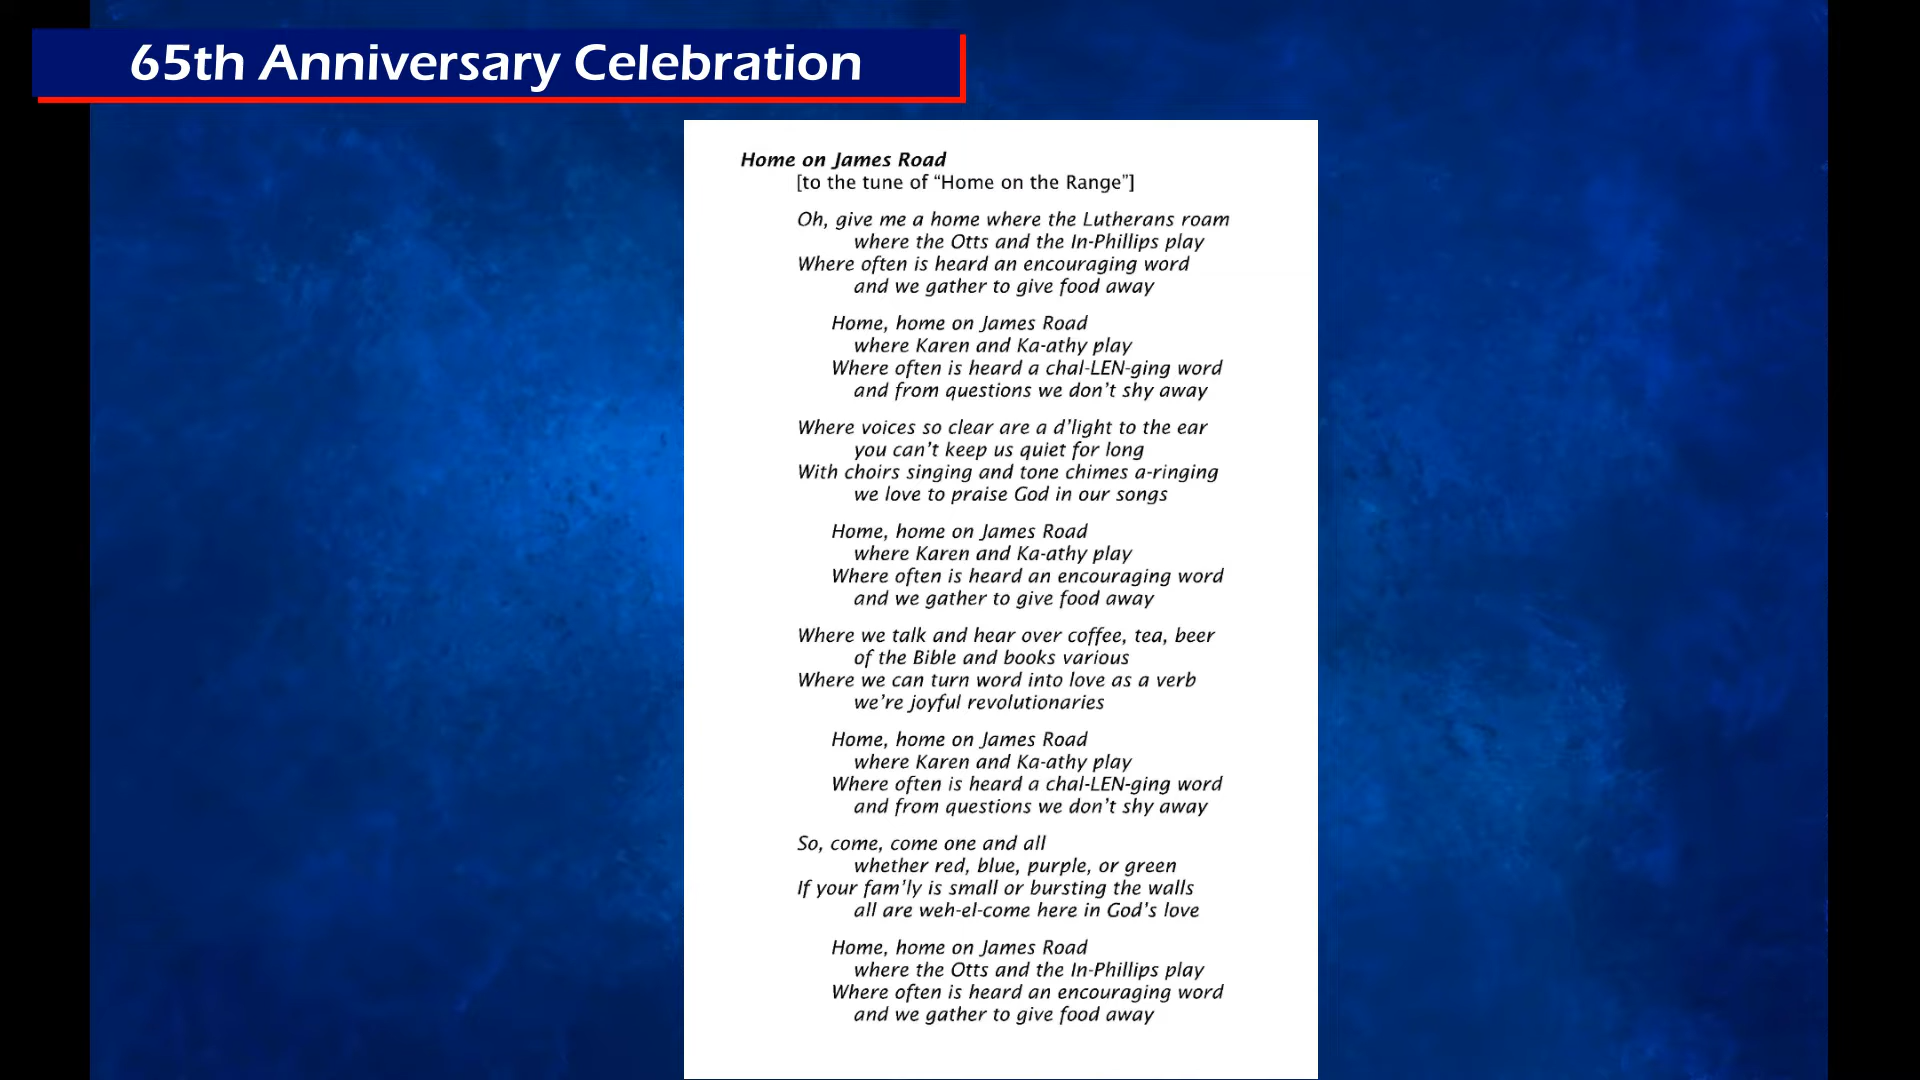 65th Anniversary Celebration
Home on James Road
[to the tune of “Home on the Range”]
Oh, give me a home where the Lutherans roam
where the Otts and the In-Phillips play
Where often is heard an encouraging word
and we gather to give food away
Home, home on James Road
where Karen and Ka-athy play
Where often is heard a chal-LEN-ging word
and from questions we don’t shy away
Where voices so clear are a d’light to the ear
you can’t keep us quiet for long
With choirs singing and tone chimes a-ringing
we love to praise God in our songs
Home, home on James Road
where Karen and Ka-athy play
Where often is heard an encouraging word
and we gather to give food away
Where we talk and hear over coffee, tea, beer
of the Bible and books various
Where we can turn word into love as a verb
we’re joyful revolutionaries
Home, home on James Road
where Karen and Ka-athy play
Where often is heard a chal-LEN-ging word
and from questions we don’t shy away
So, come, come one and all
whether red, blue, purple, or green
If your fam’ly is small or bursting the walls
all are weh-el-come here in God’s love
Home, home on James Road
where the Otts and the In-Phillips play
Where often is heard an encouraging word
and we gather to give food away